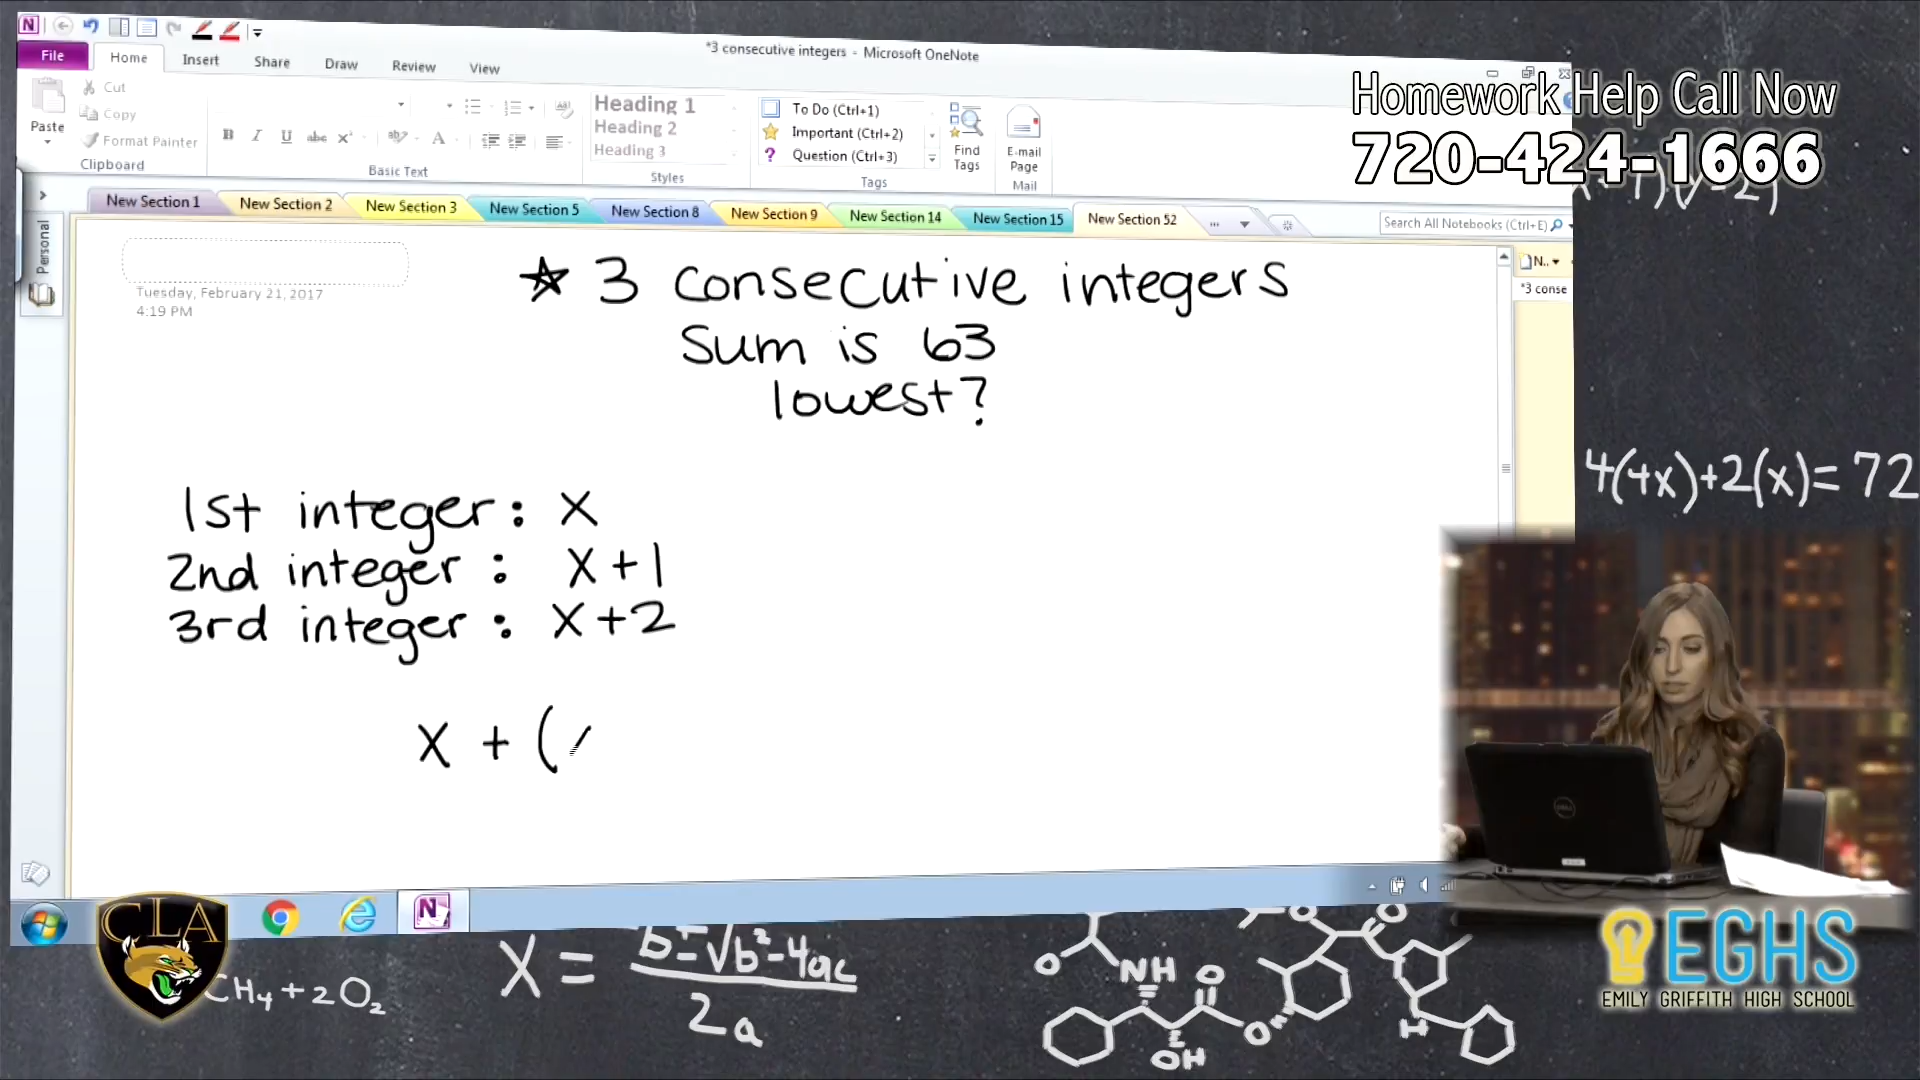 *3 consecutive integers - Microsoft OneNote
File Home Insert Share Draw Review View
Cut
Copy
Format Painter
Paste
Clipboard
B I U abc
Basic Text
Heading 1
Heading 2
Heading 3
Styles
To Do (Ctrl+1)
Important (Ctrl+2)
Question (Ctrl+3)
Tags
Find Tags
E-mail Page
Mail
Homework Help Call Now
720-424-1666
New Section 1 New Section 2 New Section 3 New Section 5 New Section 8 New Section 9 New Section 14 New Section 15 New Section 52 ...
Search All Notebooks (Ctrl+E)
Personal
N..
*3 conse
Tuesday, February 21, 2017
4:19 PM
☆ 3 consecutive integers
Sum is 63
lowest?
1st integer: x
2nd integer: x+1
3rd integer: x+2
x + (
4(4x)+2(x)=72
DELL
CLA
CH4+2O2
X = b±√b²-4ac
2a
O NH O O O
OH O H
EGHS
EMILY GRIFFITH HIGH SCHOOL